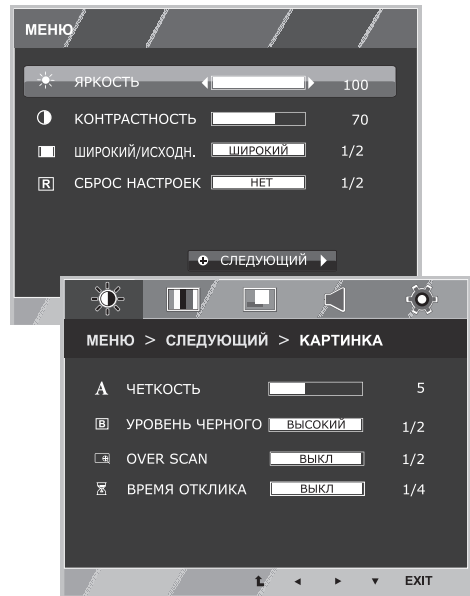 МЕНЮ
ЯРКОСТЬ 100
КОНТРАСТНОСТЬ 70
ШИРОКИЙ/ИСХОДН. ШИРОКИЙ 1/2
R СБРОС НАСТРОЕК НЕТ 1/2
СЛЕДУЮЩИЙ
МЕНЮ > СЛЕДУЮЩИЙ > КАРТИНКА
A ЧЕТКОСТЬ 5
B УРОВЕНЬ ЧЕРНОГО ВЫСОКИЙ 1/2
OVER SCAN ВЫКЛ 1/2
ВРЕМЯ ОТКЛИКА ВЫКЛ 1/4
EXIT